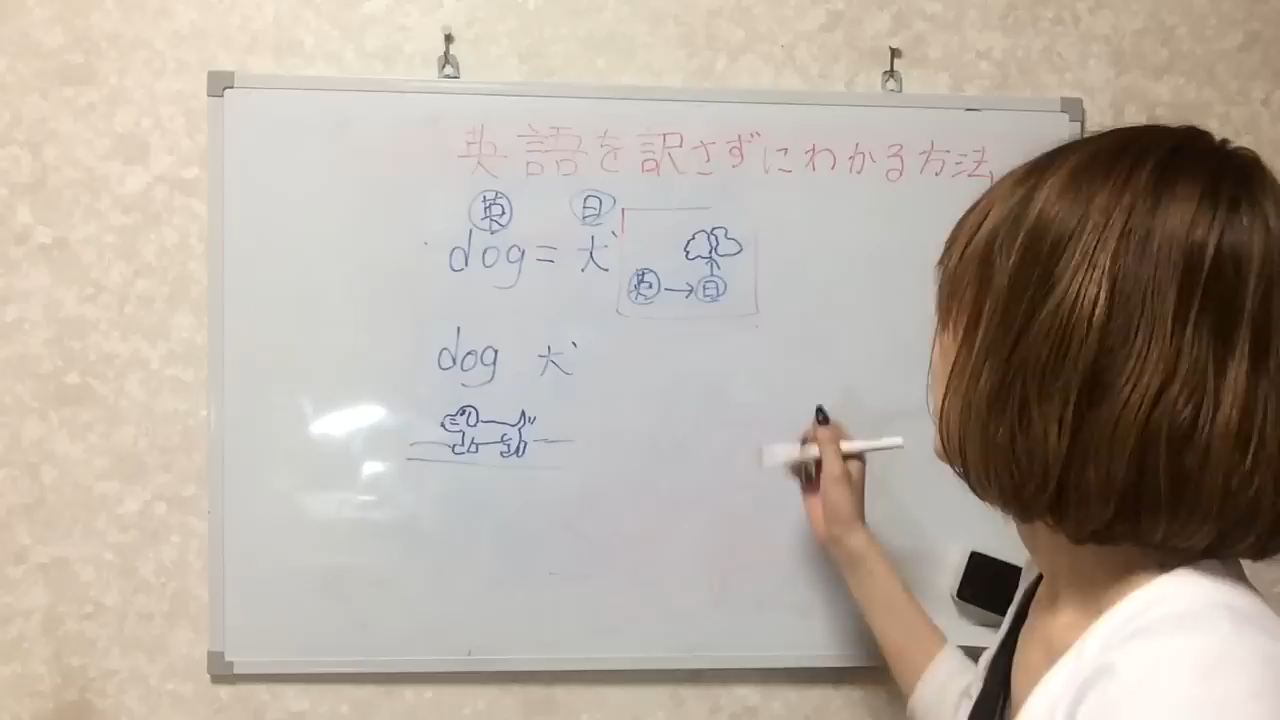 英語を訳さずにわかる方法
英 日
dog = 犬
英 → 日
dog 犬